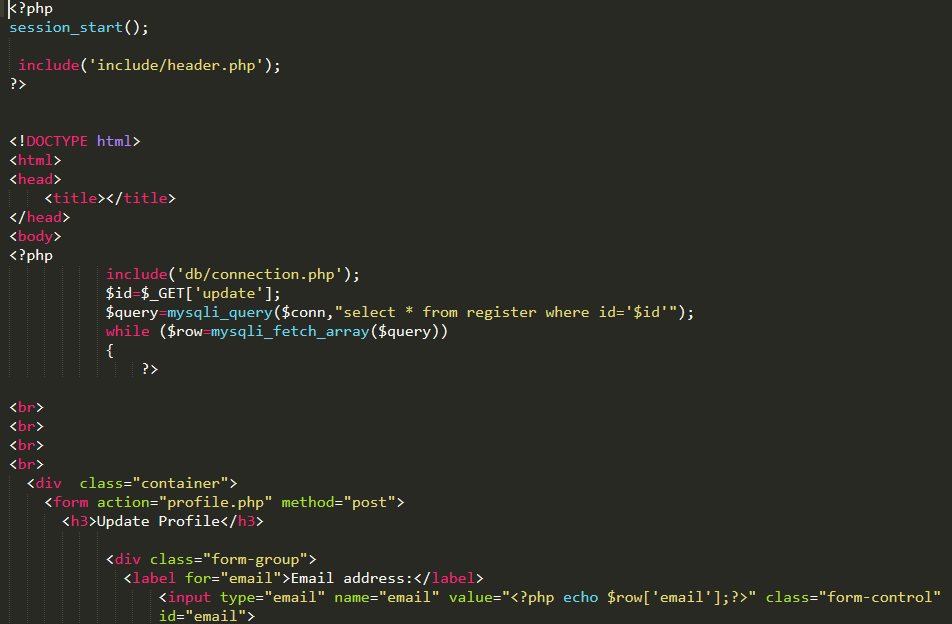 <?php
session_start();
include('include/header.php');
?>
<!DOCTYPE html>
<html>
<head>
<title></title>
</head>
<body>
<?php
include('db/connection.php');
$id=$_GET['update'];
$query=mysqli_query($conn,"select * from register where id='$id'");
while ($row=mysqli_fetch_array($query))
{
?>
<br>
<br>
<br>
<br>
<div  class="container">
<form action="profile.php" method="post">
<h3>Update Profile</h3>
<div class="form-group">
<label for="email">Email address:</label>
<input type="email" name="email" value="<?php echo $row['email'];?>" class="form-control"
id="email">